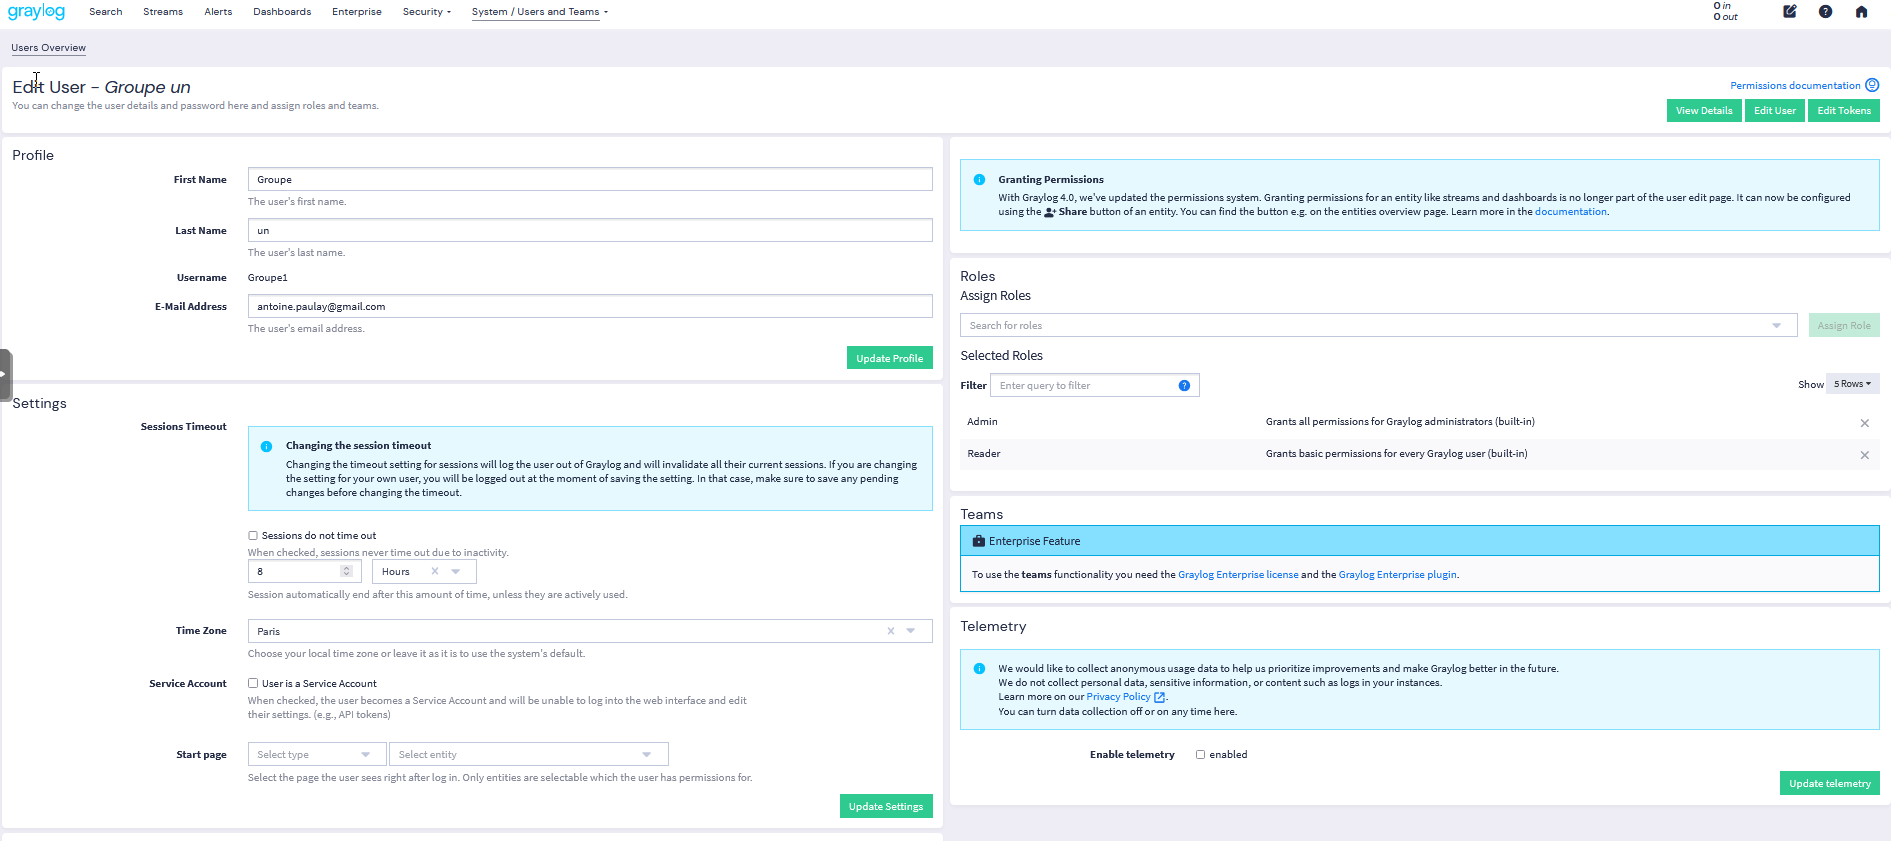 graylog Search Streams Alerts Dashboards Enterprise Security System / Users and Teams 0 in
0 out
Users Overview
Edit User - Groupe un
You can change the user details and password here and assign roles and teams.
Permissions documentation
View Details Edit User Edit Tokens
Profile
First Name Groupe
The user's first name.
Last Name un
The user's last name.
Username Groupe1
E-Mail Address antoine.paulay@gmail.com
The user's email address.
Update Profile
Settings
Sessions Timeout
Changing the session timeout
Changing the timeout setting for sessions will log the user out of Graylog and will invalidate all their current sessions. If you are changing
the setting for your own user, you will be logged out at the moment of saving the setting. In that case, make sure to save any pending
changes before changing the timeout.
Sessions do not time out
When checked, sessions never time out due to inactivity.
8 Hours
Session automatically end after this amount of time, unless they are actively used.
Time Zone Paris
Choose your local time zone or leave it as it is to use the system's default.
Service Account User is a Service Account
When checked, the user becomes a Service Account and will be unable to log into the web interface and edit
their settings. (e.g., API tokens)
Start page Select type Select entity
Select the page the user sees right after log in. Only entities are selectable which the user has permissions for.
Update Settings
Granting Permissions
With Graylog 4.0, we've updated the permissions system. Granting permissions for an entity like streams and dashboards is no longer part of the user edit page. It can now be configured
using the Share button of an entity. You can find the button e.g. on the entities overview page. Learn more in the documentation.
Roles
Assign Roles
Search for roles Assign Role
Selected Roles
Filter Enter query to filter Show 5 Rows
Admin Grants all permissions for Graylog administrators (built-in)
Reader Grants basic permissions for every Graylog user (built-in)
Teams
Enterprise Feature
To use the teams functionality you need the Graylog Enterprise license and the Graylog Enterprise plugin.
Telemetry
We would like to collect anonymous usage data to help us prioritize improvements and make Graylog better in the future.
We do not collect personal data, sensitive information, or content such as logs in your instances.
Learn more on our Privacy Policy.
You can turn data collection off or on any time here.
Enable telemetry enabled
Update telemetry